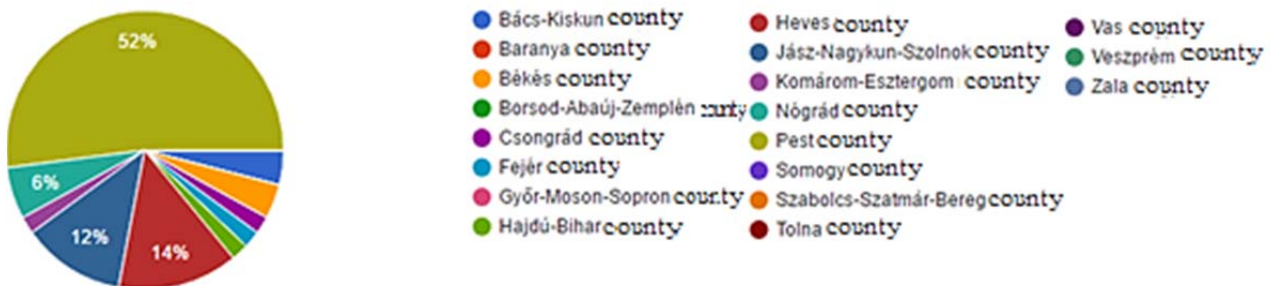 52%
6%
12%
14%
Bács-Kiskun county
Baranya county
Békés county
Borsod-Abaúj-Zemplén county
Csongrád county
Fejér county
Győr-Moson-Sopron county
Hajdú-Bihar county
Heves county
Jász-Nagykun-Szolnok county
Komárom-Esztergom county
Nógrád county
Pest county
Somogy county
Szabolcs-Szatmár-Bereg county
Tolna county
Vas county
Veszprém county
Zala county